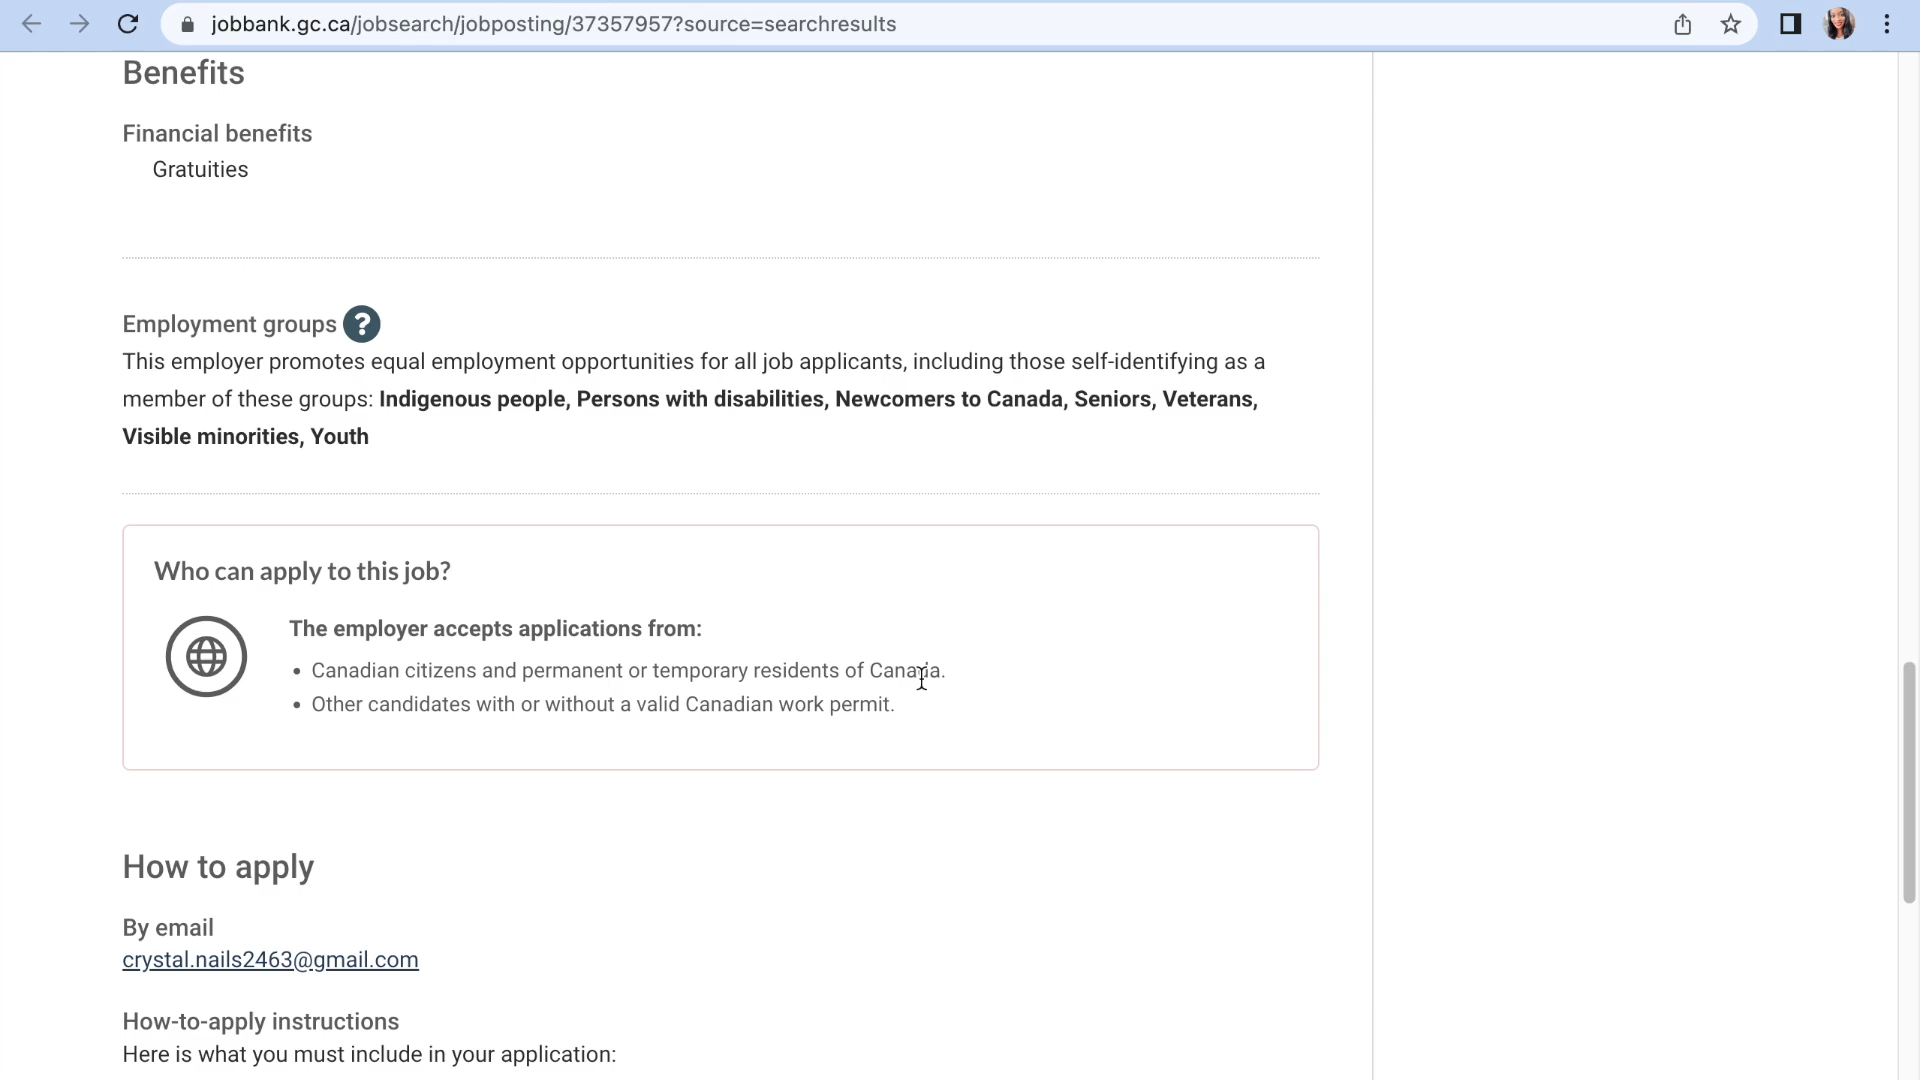 jobbank.gc.ca/jobsearch/jobposting/37357957?source=searchresults
Benefits
Financial benefits
Gratuities
Employment groups ?
This employer promotes equal employment opportunities for all job applicants, including those self-identifying as a
member of these groups: Indigenous people, Persons with disabilities, Newcomers to Canada, Seniors, Veterans,
Visible minorities, Youth
Who can apply to this job?
The employer accepts applications from:
• Canadian citizens and permanent or temporary residents of Canada.
• Other candidates with or without a valid Canadian work permit.
How to apply
By email
crystal.nails2463@gmail.com
How-to-apply instructions
Here is what you must include in your application: